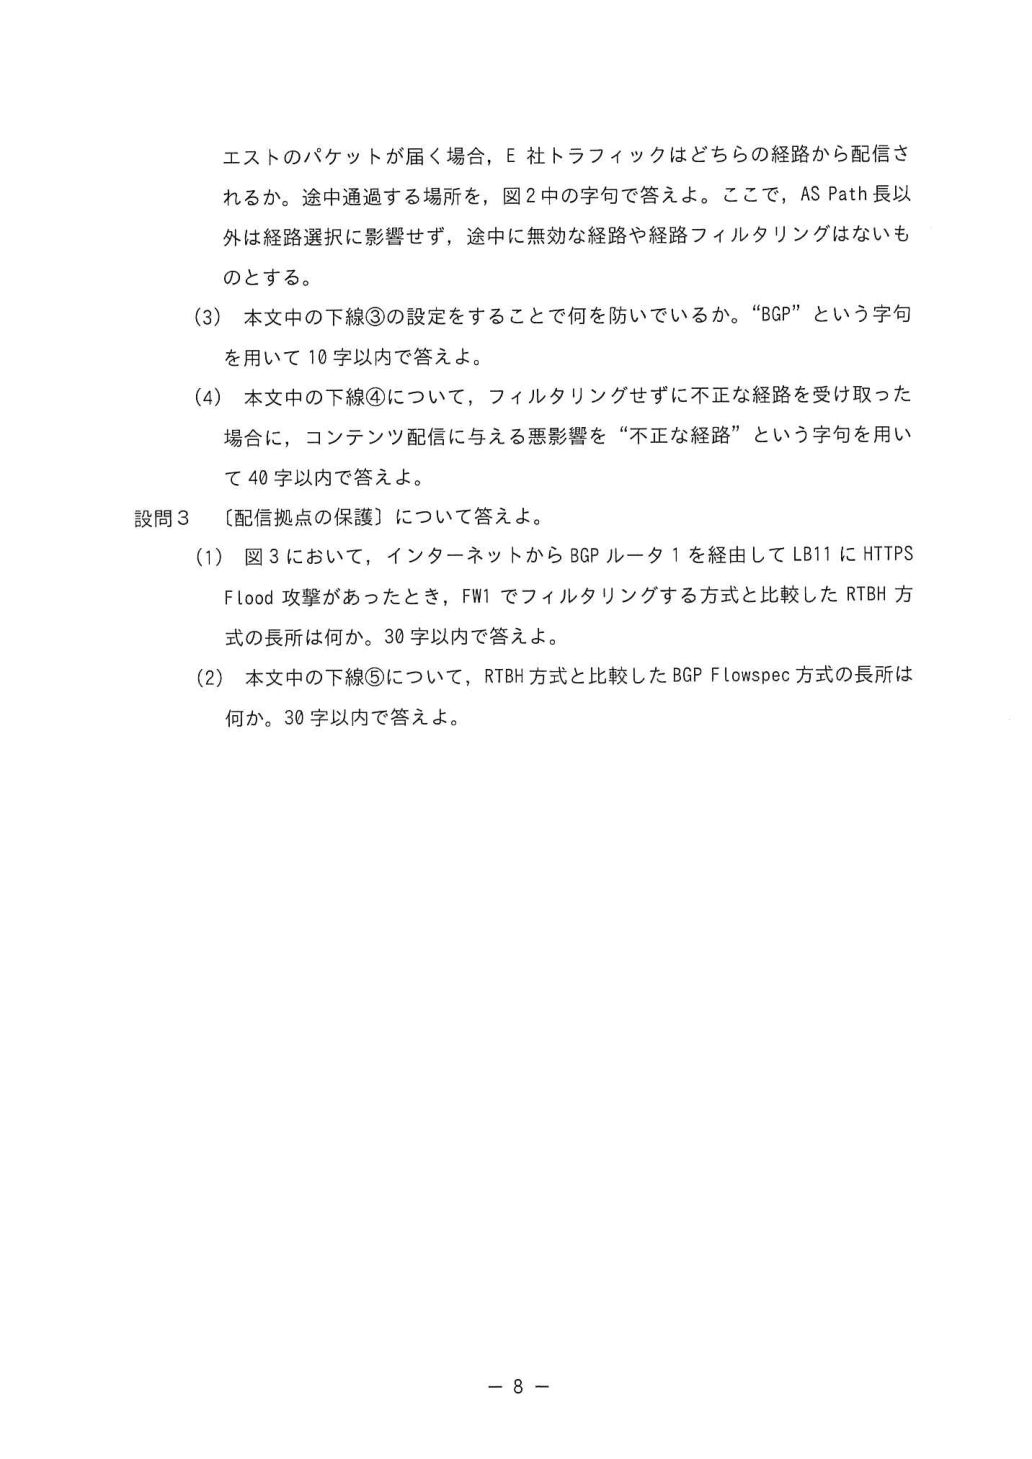 エストのパケットが届く場合，E 社トラフィックはどちらの経路から配信さ
れるか。途中通過する場所を，図２中の字句で答えよ。ここで，AS Path 長以
外は経路選択に影響せず，途中に無効な経路や経路フィルタリングはないも
のとする。
(3) 本文中の下線③の設定をすることで何を防いでいるか。“BGP” という字句
を用いて 10 字以内で答えよ。
(4) 本文中の下線④について，フィルタリングせずに不正な経路を受け取った
場合に，コンテンツ配信に与える悪影響を “不正な経路” という字句を用い
て 40 字以内で答えよ。
設問３ 〔配信拠点の保護〕について答えよ。
(1) 図３において，インターネットから BGP ルータ 1 を経由して LB11 に HTTPS
Flood 攻撃があったとき，FW1 でフィルタリングする方式と比較した RTBH 方
式の長所は何か。30 字以内で答えよ。
(2) 本文中の下線⑤について，RTBH 方式と比較した BGP Flowspec 方式の長所は
何か。30 字以内で答えよ。
― 8 ―